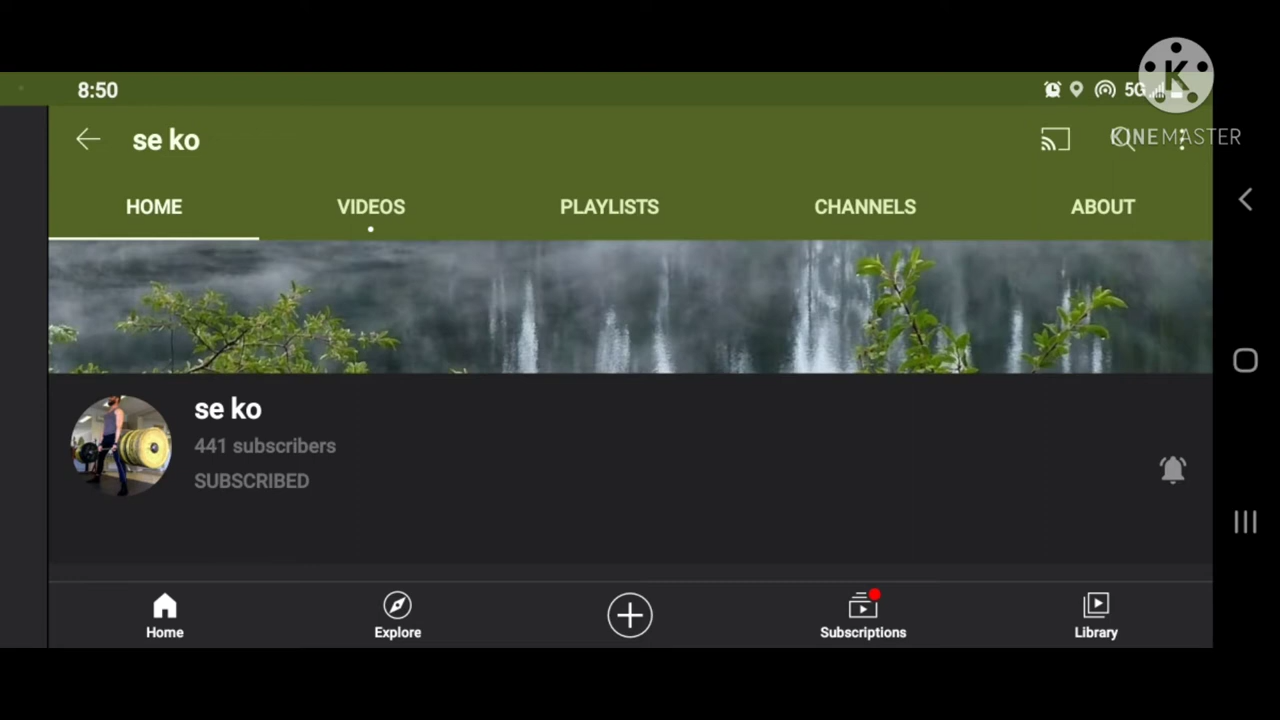 8:50
5G
K
KINEMASTER
se ko
HOME
VIDEOS
PLAYLISTS
CHANNELS
ABOUT
se ko
441 subscribers
SUBSCRIBED
Home
Explore
Subscriptions
Library